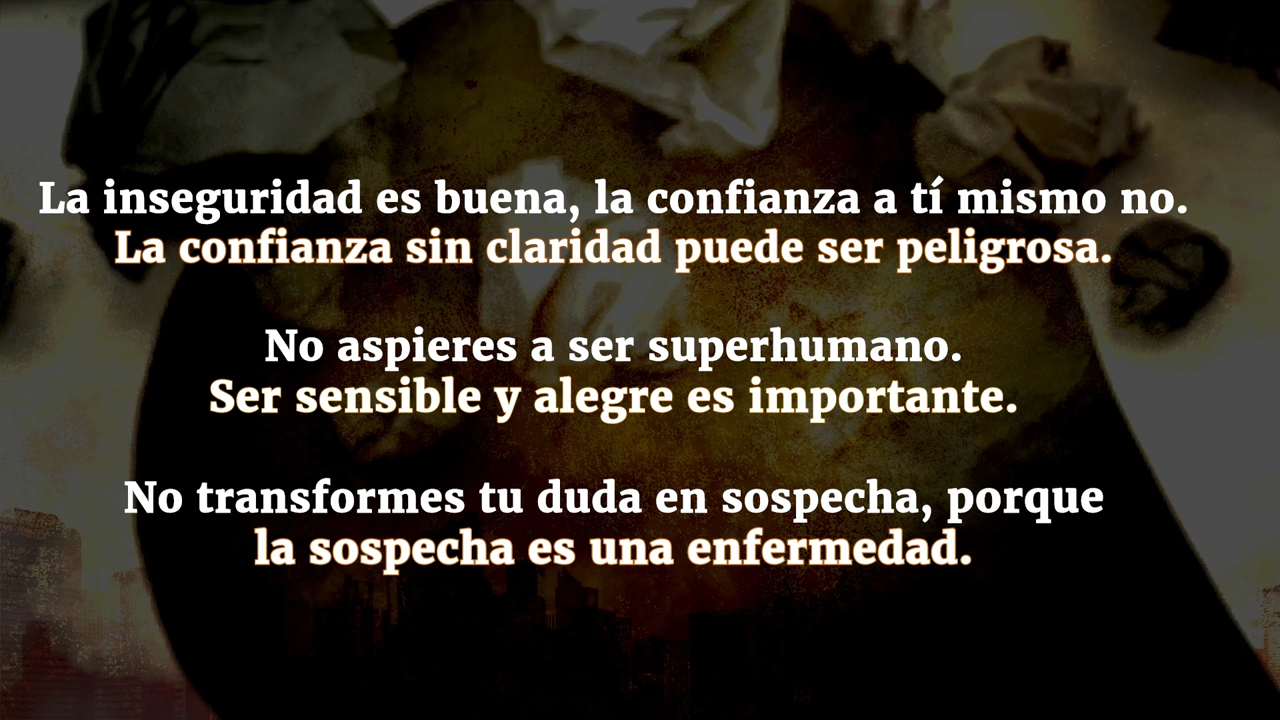 La inseguridad es buena, la confianza a tí mismo no.
La confianza sin claridad puede ser peligrosa.
No aspieres a ser superhumano.
Ser sensible y alegre es importante.
No transformes tu duda en sospecha, porque
la sospecha es una enfermedad.